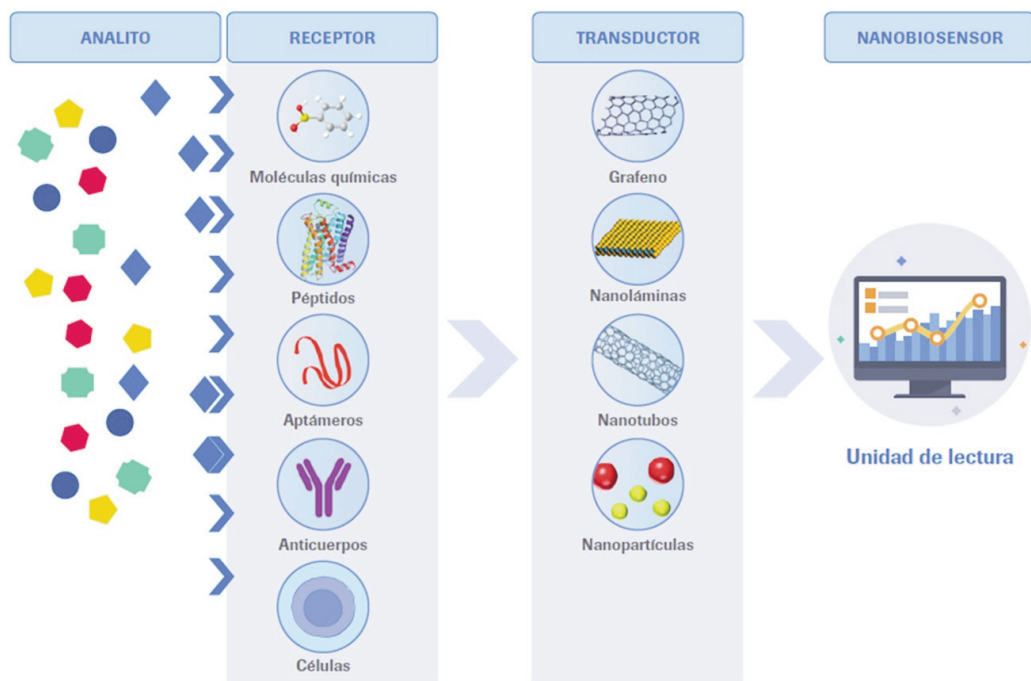 ANALITO
RECEPTOR
TRANSDUCTOR
NANOBIOSENSOR
Moléculas químicas
Péptidos
Aptámeros
Anticuerpos
Células
Grafeno
Nanoláminas
Nanotubos
Nanopartículas
Unidad de lectura